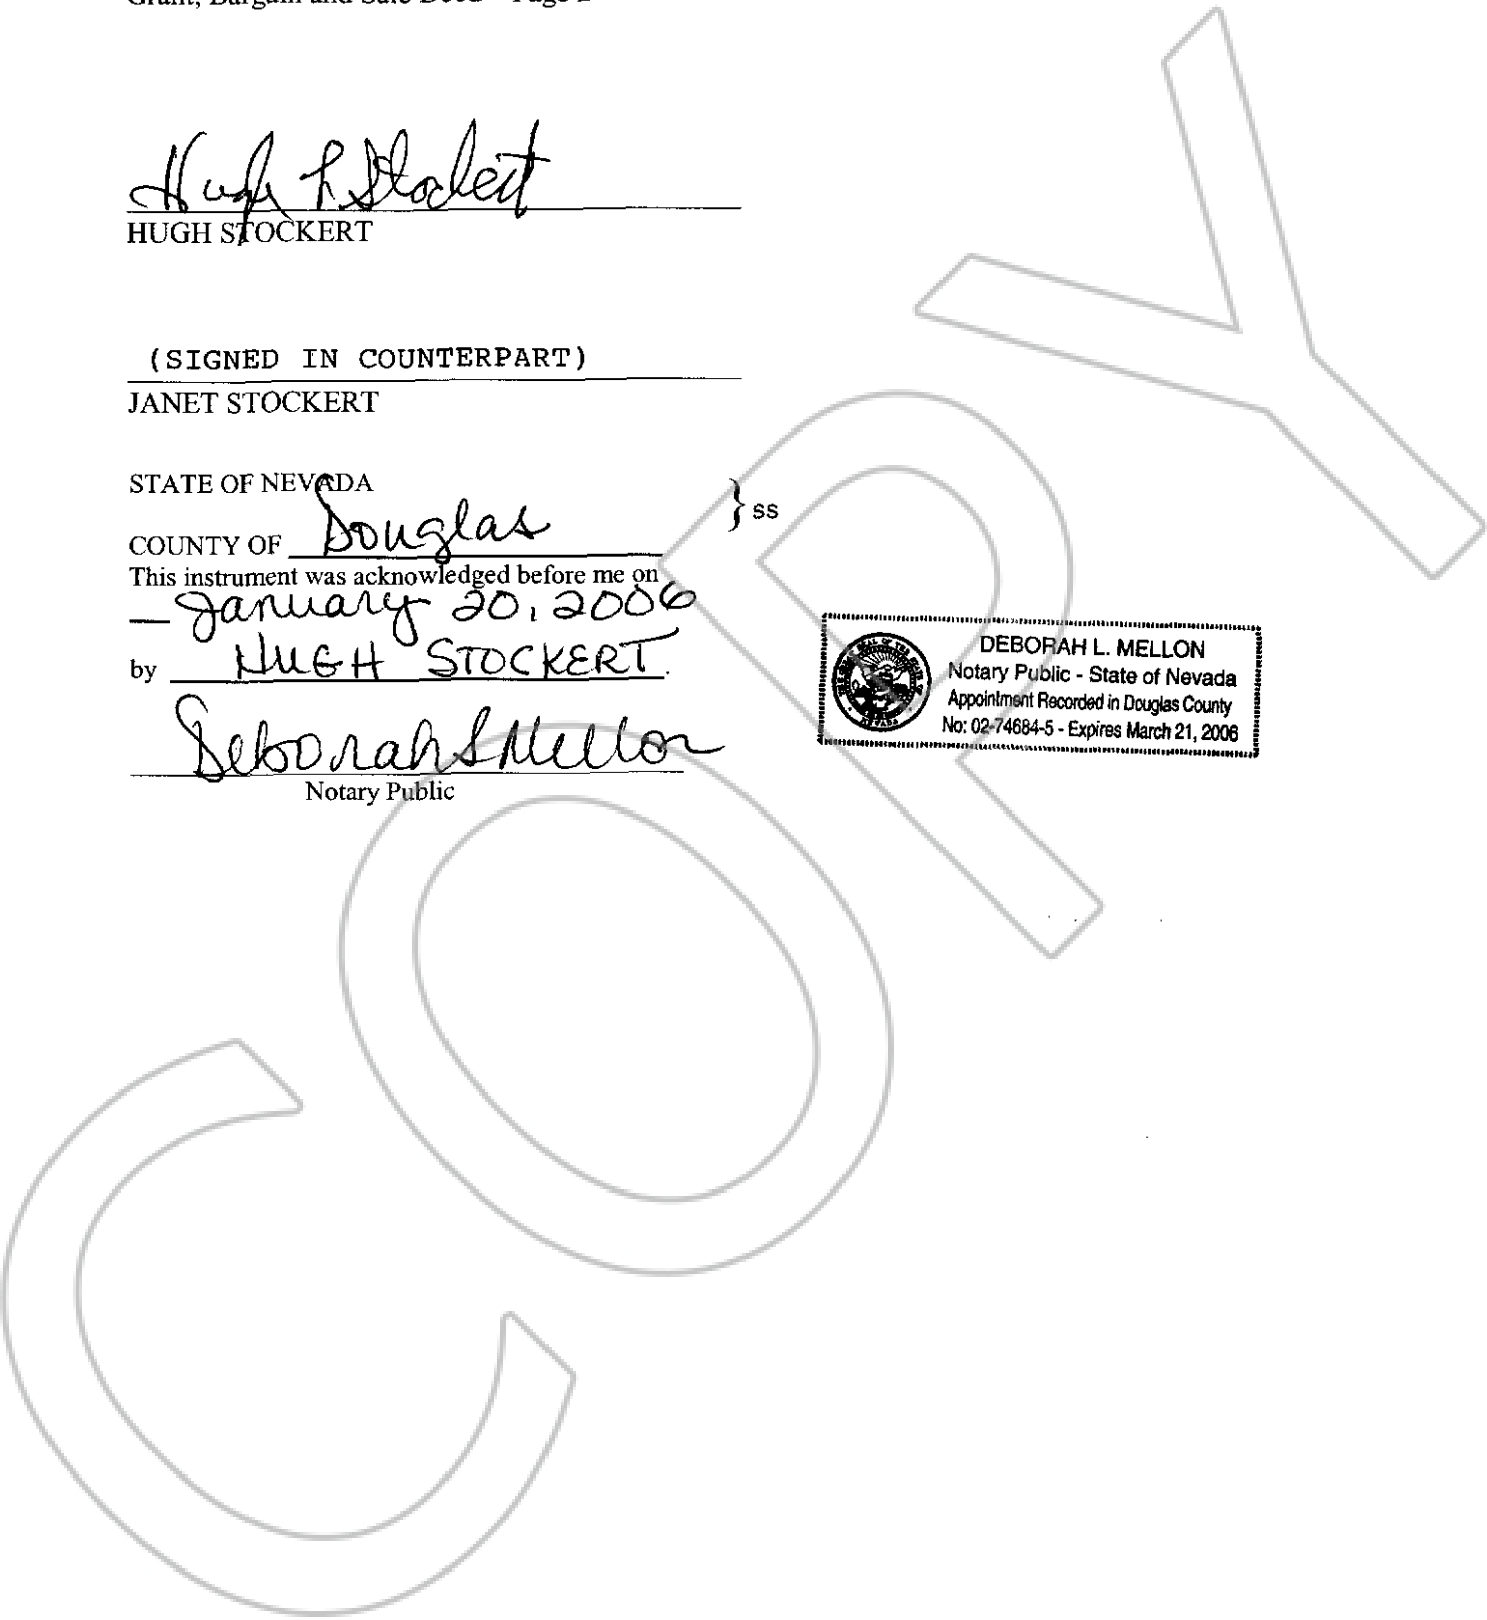 Grant, Bargain and Sale Deed - Page 2
Hugh L Stockert
HUGH STOCKERT
(SIGNED IN COUNTERPART)
JANET STOCKERT
STATE OF NEVADA
} ss
COUNTY OF Douglas
This instrument was acknowledged before me on
January 20, 2006
by HUGH STOCKERT.
Deborah L Mellon
Notary Public
DEBORAH L. MELLON
Notary Public - State of Nevada
Appointment Recorded in Douglas County
No: 02-74684-5 - Expires March 21, 2006
COPY